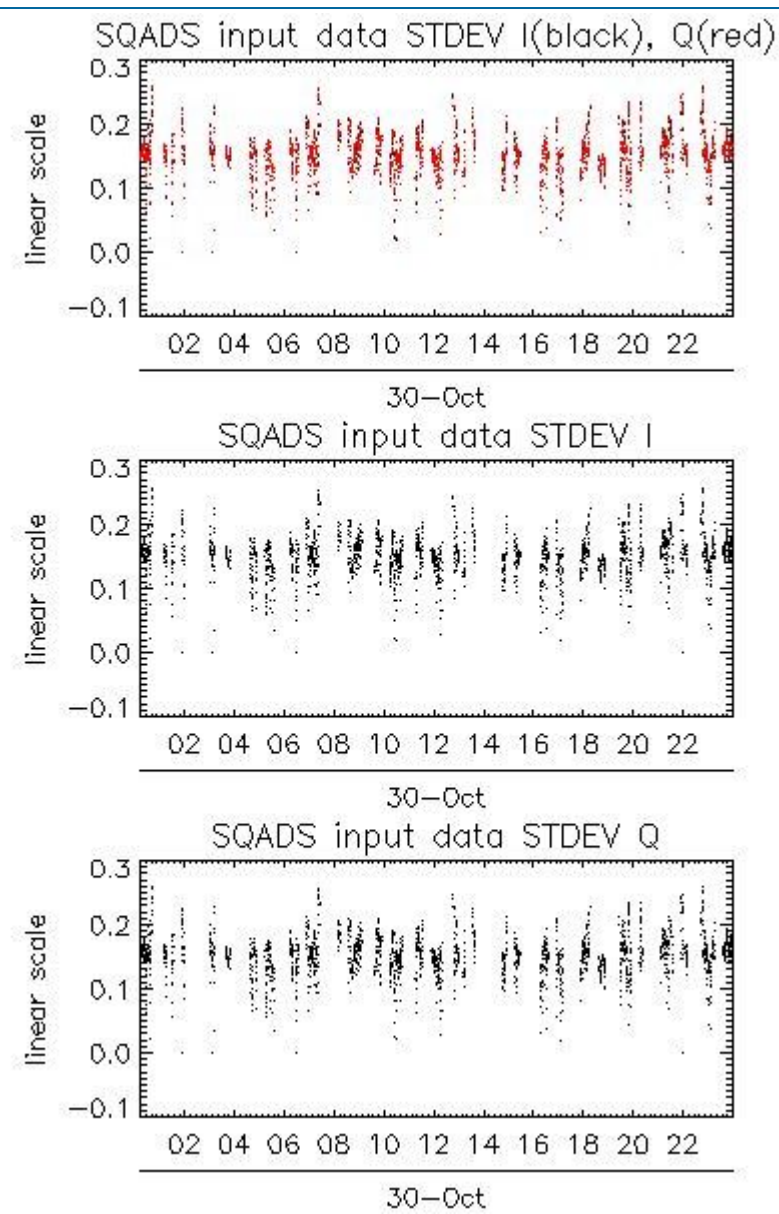 SQADS input data STDEV I(black), Q(red)
0.3
0.2
0.1
0.0
−0.1
linear scale
02 04 06 08 10 12 14 16 18 20 22
30−Oct
SQADS input data STDEV I
0.3
0.2
0.1
0.0
−0.1
linear scale
02 04 06 08 10 12 14 16 18 20 22
30−Oct
SQADS input data STDEV Q
0.3
0.2
0.1
0.0
−0.1
linear scale
02 04 06 08 10 12 14 16 18 20 22
30−Oct